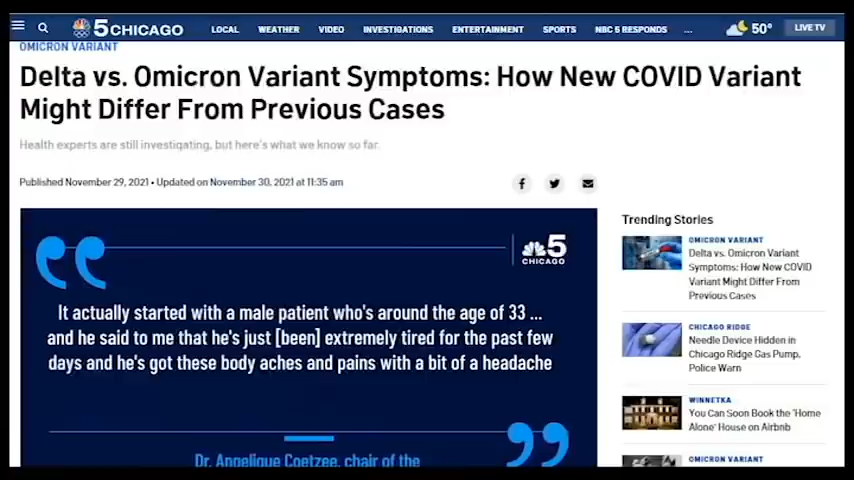 5 CHICAGO LOCAL WEATHER VIDEO INVESTIGATIONS ENTERTAINMENT SPORTS NBC 5 RESPONDS ... 50° LIVE TV
OMICRON VARIANT
Delta vs. Omicron Variant Symptoms: How New COVID Variant
Might Differ From Previous Cases
Health experts are still investigating, but here's what we know so far.
Published November 29, 2021 • Updated on November 30, 2021 at 11:35 am
5
CHICAGO
It actually started with a male patient who's around the age of 33 ...
and he said to me that he's just [been] extremely tired for the past few
days and he's got these body aches and pains with a bit of a headache
Dr. Angelique Coetzee, chair of the
Trending Stories
OMICRON VARIANT
Delta vs. Omicron Variant
Symptoms: How New COVID
Variant Might Differ From
Previous Cases
CHICAGO RIDGE
Needle Device Hidden in
Chicago Ridge Gas Pump,
Police Warn
WINNETKA
You Can Soon Book the 'Home
Alone' House on Airbnb
OMICRON VARIANT